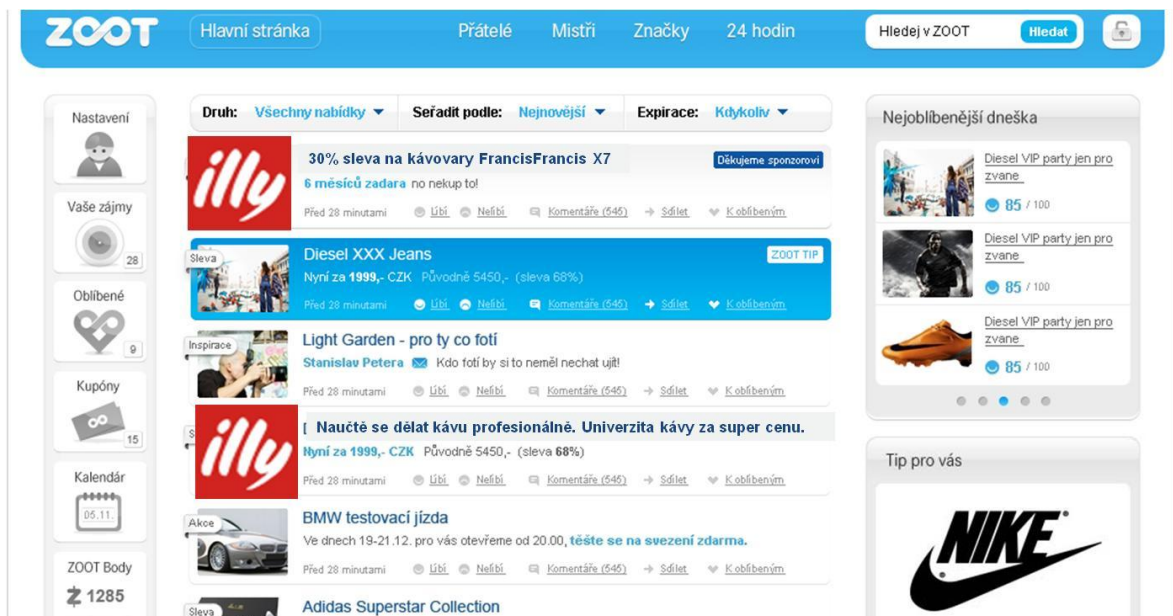 ZOOT
Hlavní stránka
Přátelé Mistři Značky 24 hodin
Hledej v ZOOT Hledat
Nastavení
Vaše zájmy
28
Oblíbené
9
Kupóny
15
Kalendár
05.11.
ZOOT Body
1285
Druh: Všechny nabídky Seřadit podle: Nejnovější Expirace: Kdykoliv
illy
30% sleva na kávovary FrancisFrancis X7 Děkujeme sponzorovi
6 měsíců zadara no nekup to!
Před 28 minutami Líbí Nelíbí Komentáře (545) Sdílet K oblíbeným
Sleva
Diesel XXX Jeans ZOOT TIP
Nyní za 1999,- CZK Původně 5450,- (sleva 68%)
Před 28 minutami Líbí Nelíbí Komentáře (545) Sdílet K oblíbeným
Inspirace
Light Garden - pro ty co fotí
Stanislav Petera Kdo fotí by si to neměl nechat ujít!
Před 28 minutami Líbí Nelíbí Komentáře (545) Sdílet K oblíbeným
illy
Naučtě se dělat kávu profesionálně. Univerzita kávy za super cenu.
Nyní za 1999,- CZK Původně 5450,- (sleva 68%)
Před 28 minutami Líbí Nelíbí Komentáře (545) Sdílet K oblíbeným
Akce
BMW testovací jízda
Ve dnech 19-21.12. pro vás otevřeme od 20.00, těšte se na svezení zdarma.
Před 28 minutami Líbí Nelíbí Komentáře (545) Sdílet K oblíbeným
Sleva
Adidas Superstar Collection
Nejoblíbenější dneška
Diesel VIP party jen pro
zvane
85 / 100
Diesel VIP party jen pro
zvane
85 / 100
Diesel VIP party jen pro
zvane
85 / 100
Tip pro vás
NIKE